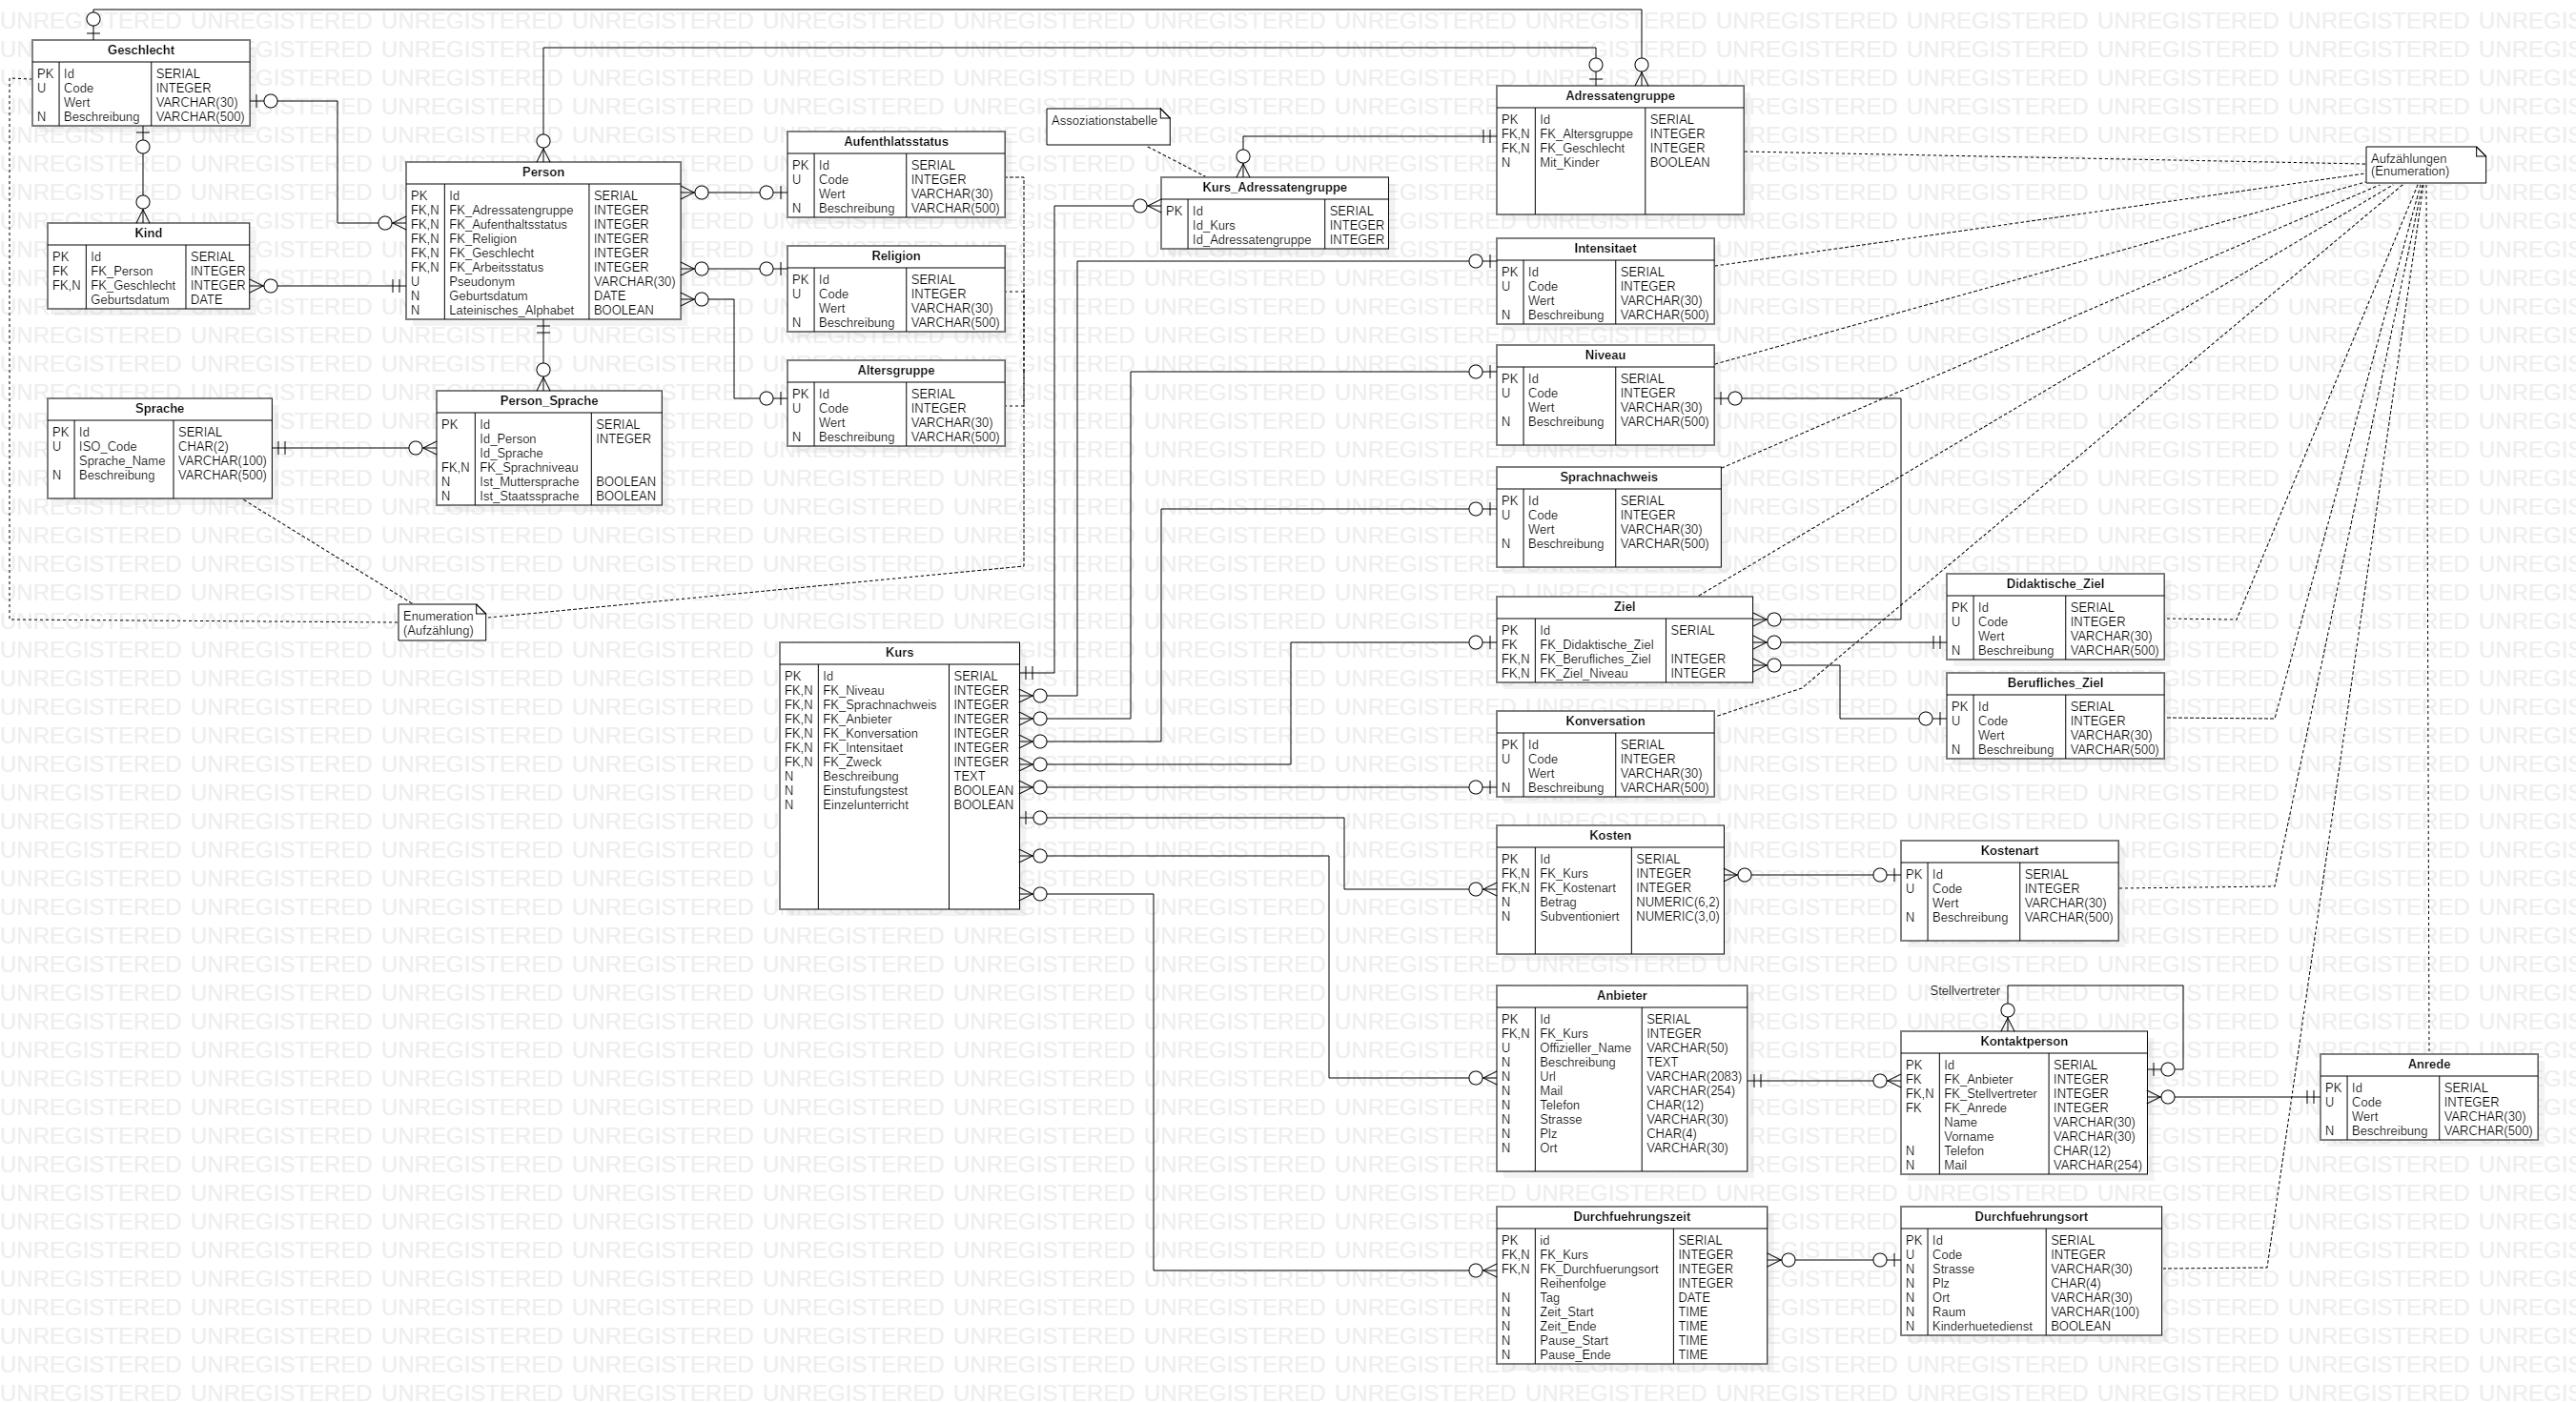 Geschlecht
PK Id SERIAL
U Code INTEGER
Wert VARCHAR(30)
N Beschreibung VARCHAR(500)
Kind
PK Id SERIAL
FK FK_Person INTEGER
FK,N FK_Geschlecht INTEGER
Geburtsdatum DATE
Person
PK Id SERIAL
FK,N FK_Adressatengruppe INTEGER
FK,N FK_Aufenthaltsstatus INTEGER
FK,N FK_Religion INTEGER
FK,N FK_Geschlecht INTEGER
FK,N FK_Arbeitsstatus INTEGER
U Pseudonym VARCHAR(30)
N Geburtsdatum DATE
N Lateinisches_Alphabet BOOLEAN
Aufenthlatsstatus
PK Id SERIAL
U Code INTEGER
Wert VARCHAR(30)
N Beschreibung VARCHAR(500)
Religion
PK Id SERIAL
U Code INTEGER
Wert VARCHAR(30)
N Beschreibung VARCHAR(500)
Altersgruppe
PK Id SERIAL
U Code INTEGER
Wert VARCHAR(30)
N Beschreibung VARCHAR(500)
Sprache
PK Id SERIAL
U ISO_Code CHAR(2)
Sprache_Name VARCHAR(100)
N Beschreibung VARCHAR(500)
Person_Sprache
PK Id SERIAL
Id_Person INTEGER
Id_Sprache
FK,N FK_Sprachniveau
N Ist_Muttersprache BOOLEAN
N Ist_Staatssprache BOOLEAN
Enumeration
(Aufzählung)
Assoziationstabelle
Kurs_Adressatengruppe
PK Id SERIAL
Id_Kurs INTEGER
Id_Adressatengruppe INTEGER
Kurs
PK Id SERIAL
FK,N FK_Niveau INTEGER
FK,N FK_Sprachnachweis INTEGER
FK,N FK_Anbieter INTEGER
FK,N FK_Konversation INTEGER
FK,N FK_Intensitaet INTEGER
FK,N FK_Zweck INTEGER
N Beschreibung TEXT
N Einstufungstest BOOLEAN
N Einzelunterricht BOOLEAN
Adressatengruppe
PK Id SERIAL
FK,N FK_Altersgruppe INTEGER
FK,N FK_Geschlecht INTEGER
N Mit_Kinder BOOLEAN
Aufzählungen
(Enumeration)
Intensitaet
PK Id SERIAL
U Code INTEGER
Wert VARCHAR(30)
N Beschreibung VARCHAR(500)
Niveau
PK Id SERIAL
U Code INTEGER
Wert VARCHAR(30)
N Beschreibung VARCHAR(500)
Sprachnachweis
PK Id SERIAL
U Code INTEGER
Wert VARCHAR(30)
N Beschreibung VARCHAR(500)
Ziel
PK Id SERIAL
FK FK_Didaktische_Ziel
FK,N FK_Berufliches_Ziel INTEGER
FK,N FK_Ziel_Niveau INTEGER
Didaktische_Ziel
PK Id SERIAL
U Code INTEGER
Wert VARCHAR(30)
N Beschreibung VARCHAR(500)
Berufliches_Ziel
PK Id SERIAL
U Code INTEGER
Wert VARCHAR(30)
N Beschreibung VARCHAR(500)
Konversation
PK Id SERIAL
U Code INTEGER
Wert VARCHAR(30)
N Beschreibung VARCHAR(500)
Kosten
PK Id SERIAL
FK,N FK_Kurs INTEGER
FK,N FK_Kostenart INTEGER
N Betrag NUMERIC(6,2)
N Subventioniert NUMERIC(3,0)
Kostenart
PK Id SERIAL
U Code INTEGER
Wert VARCHAR(30)
N Beschreibung VARCHAR(500)
Anbieter
PK Id SERIAL
FK,N FK_Kurs INTEGER
U Offizieller_Name VARCHAR(50)
N Beschreibung TEXT
N Url VARCHAR(2083)
N Mail VARCHAR(254)
N Telefon CHAR(12)
N Strasse VARCHAR(30)
N Plz CHAR(4)
N Ort VARCHAR(30)
Stellvertreter
Kontaktperson
PK Id SERIAL
FK FK_Anbieter INTEGER
FK,N FK_Stellvertreter INTEGER
FK FK_Anrede INTEGER
Name VARCHAR(30)
Vorname VARCHAR(30)
N Telefon CHAR(12)
N Mail VARCHAR(254)
Anrede
PK Id SERIAL
U Code INTEGER
Wert VARCHAR(30)
N Beschreibung VARCHAR(500)
Durchfuehrungszeit
PK id SERIAL
FK,N FK_Kurs INTEGER
FK,N FK_Durchfuerungsort INTEGER
Reihenfolge INTEGER
N Tag DATE
N Zeit_Start TIME
N Zeit_Ende TIME
N Pause_Start TIME
N Pause_Ende TIME
Durchfuehrungsort
PK Id SERIAL
U Code INTEGER
N Strasse VARCHAR(30)
N Plz CHAR(4)
N Ort VARCHAR(30)
N Raum VARCHAR(100)
N Kinderhuetedienst BOOLEAN
UNREGISTERED